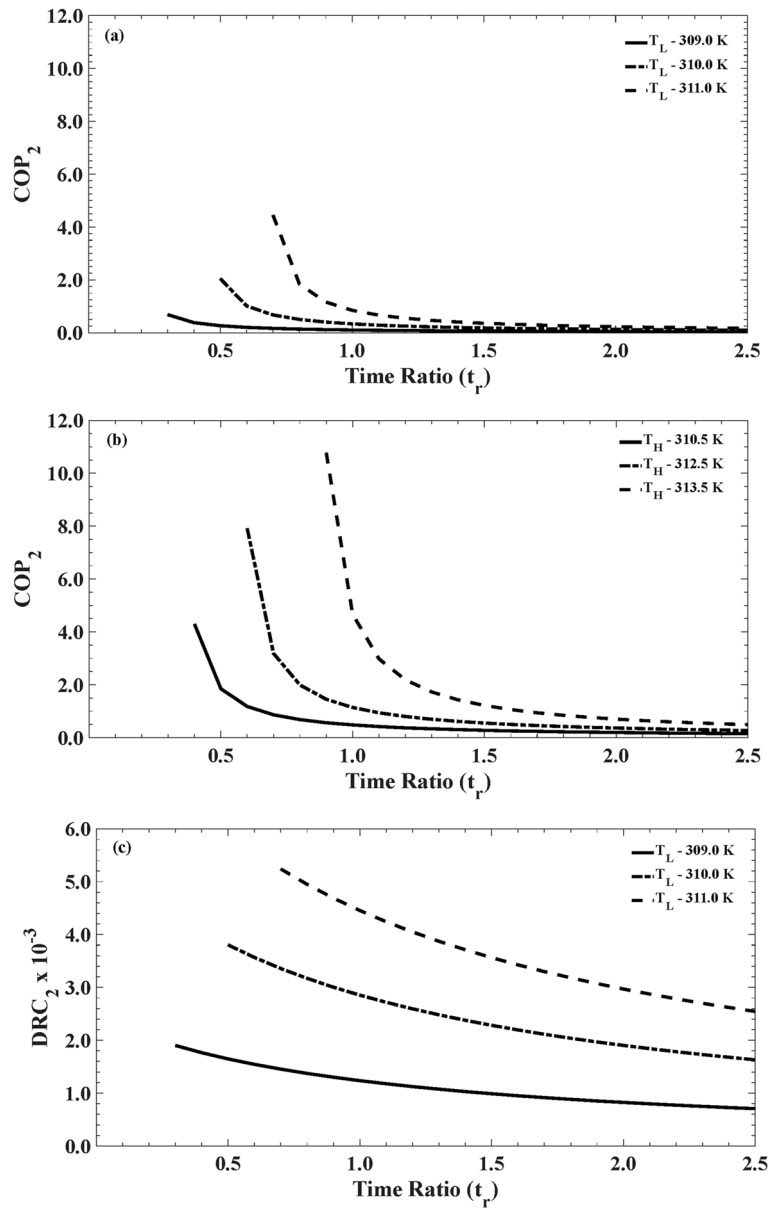 12.0
(a)
T_L - 309.0 K
T_L - 310.0 K
T_L - 311.0 K
10.0
8.0
6.0
4.0
2.0
0.0
COP_2
0.5 1.0 1.5 2.0 2.5
Time Ratio (t_r)
12.0
(b)
T_H - 310.5 K
T_H - 312.5 K
T_H - 313.5 K
10.0
8.0
6.0
4.0
2.0
0.0
COP_2
0.5 1.0 1.5 2.0 2.5
Time Ratio (t_r)
6.0
(c)
T_L - 309.0 K
T_L - 310.0 K
T_L - 311.0 K
5.0
4.0
3.0
2.0
1.0
0.0
DRC_2 x 10^-3
0.5 1.0 1.5 2.0 2.5
Time Ratio (t_r)